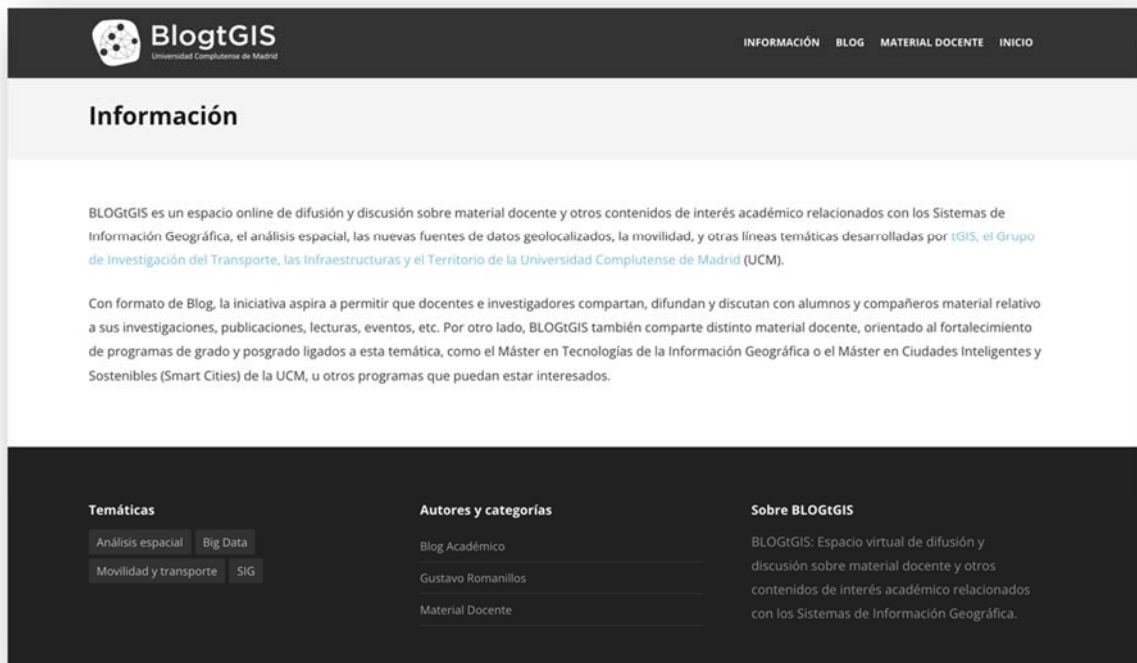 BlogtGIS
Universidad Complutense de Madrid
INFORMACIÓN BLOG MATERIAL DOCENTE INICIO
Información
BLOGtGIS es un espacio online de difusión y discusión sobre material docente y otros contenidos de interés académico relacionados con los Sistemas de
Información Geográfica, el análisis espacial, las nuevas fuentes de datos geolocalizados, la movilidad, y otras líneas temáticas desarrolladas por tGIS, el Grupo
de Investigación del Transporte, las Infraestructuras y el Territorio de la Universidad Complutense de Madrid (UCM).
Con formato de Blog, la iniciativa aspira a permitir que docentes e investigadores compartan, difundan y discutan con alumnos y compañeros material relativo
a sus investigaciones, publicaciones, lecturas, eventos, etc. Por otro lado, BLOGtGIS también comparte distinto material docente, orientado al fortalecimiento
de programas de grado y posgrado ligados a esta temática, como el Máster en Tecnologías de la Información Geográfica o el Máster en Ciudades Inteligentes y
Sostenibles (Smart Cities) de la UCM, u otros programas que puedan estar interesados.
Temáticas
Análisis espacial Big Data
Movilidad y transporte SIG
Autores y categorías
Blog Académico
Gustavo Romanillos
Material Docente
Sobre BLOGtGIS
BLOGtGIS: Espacio virtual de difusión y
discusión sobre material docente y otros
contenidos de interés académico relacionados
con los Sistemas de Información Geográfica.